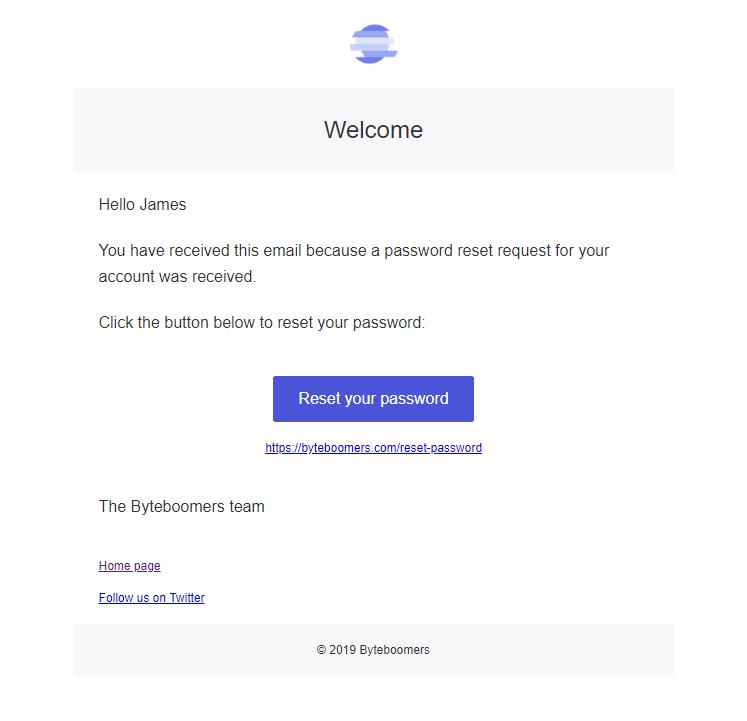 Welcome
Hello James
You have received this email because a password reset request for your
account was received.
Click the button below to reset your password:
Reset your password
https://byteboomers.com/reset-password
The Byteboomers team
Home page
Follow us on Twitter
© 2019 Byteboomers